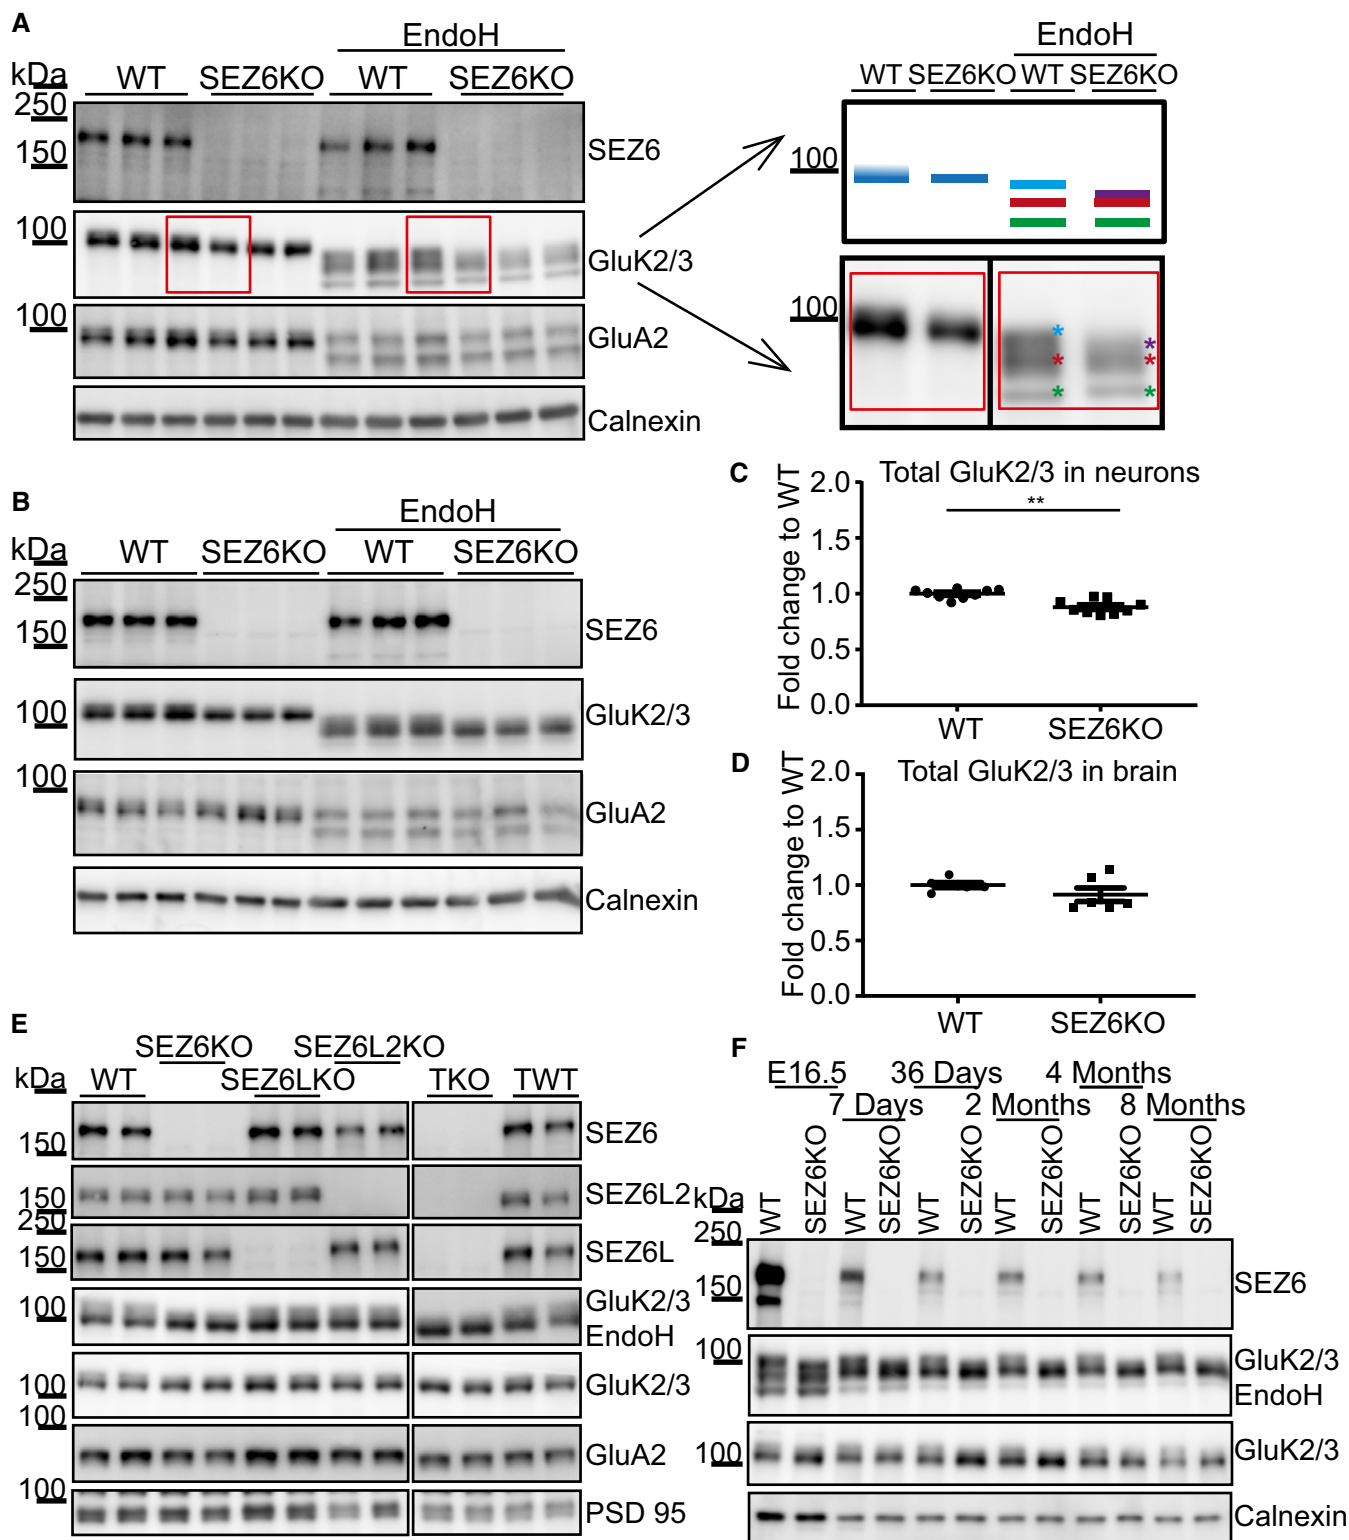 A
EndoH
kDa WT SEZ6KO WT SEZ6KO
250
150
SEZ6
100
GluK2/3
100
GluA2
Calnexin
EndoH
WT SEZ6KO WT SEZ6KO
100
100
* *
* *
* *
B
EndoH
kDa WT SEZ6KO WT SEZ6KO
250
150
SEZ6
100
GluK2/3
100
GluA2
Calnexin
C
Total GluK2/3 in neurons
Fold change to WT
2.0
1.5
1.0
0.5
0.0
**
WT SEZ6KO
D
Total GluK2/3 in brain
Fold change to WT
2.0
1.5
1.0
0.5
0.0
WT SEZ6KO
E
SEZ6KO SEZ6L2KO
kDa WT SEZ6LKO TKO TWT
150
SEZ6
150
SEZ6L2
250
150
SEZ6L
100
GluK2/3
EndoH
100
GluK2/3
100
GluA2
100
PSD 95
F
E16.5 36 Days 4 Months
7 Days 2 Months 8 Months
kDa WT SEZ6KO WT SEZ6KO WT SEZ6KO WT SEZ6KO WT SEZ6KO WT SEZ6KO
250
150
SEZ6
100
GluK2/3
EndoH
100
GluK2/3
Calnexin